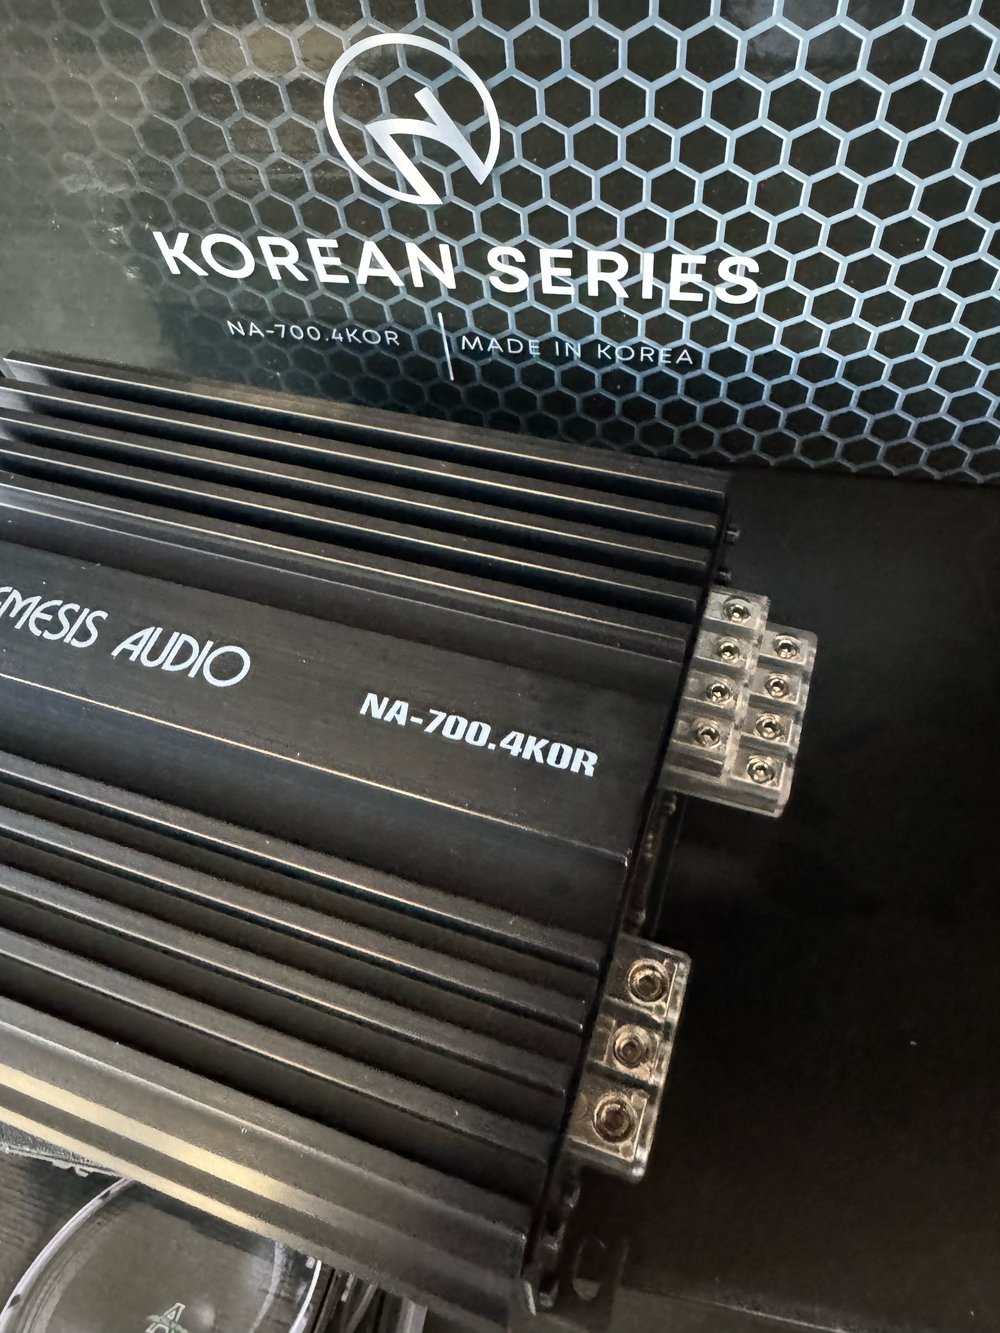 KOREAN SERIES
NA-700.4KOR | MADE IN KOREA
EMESIS AUDIO
NA-700.4KOR